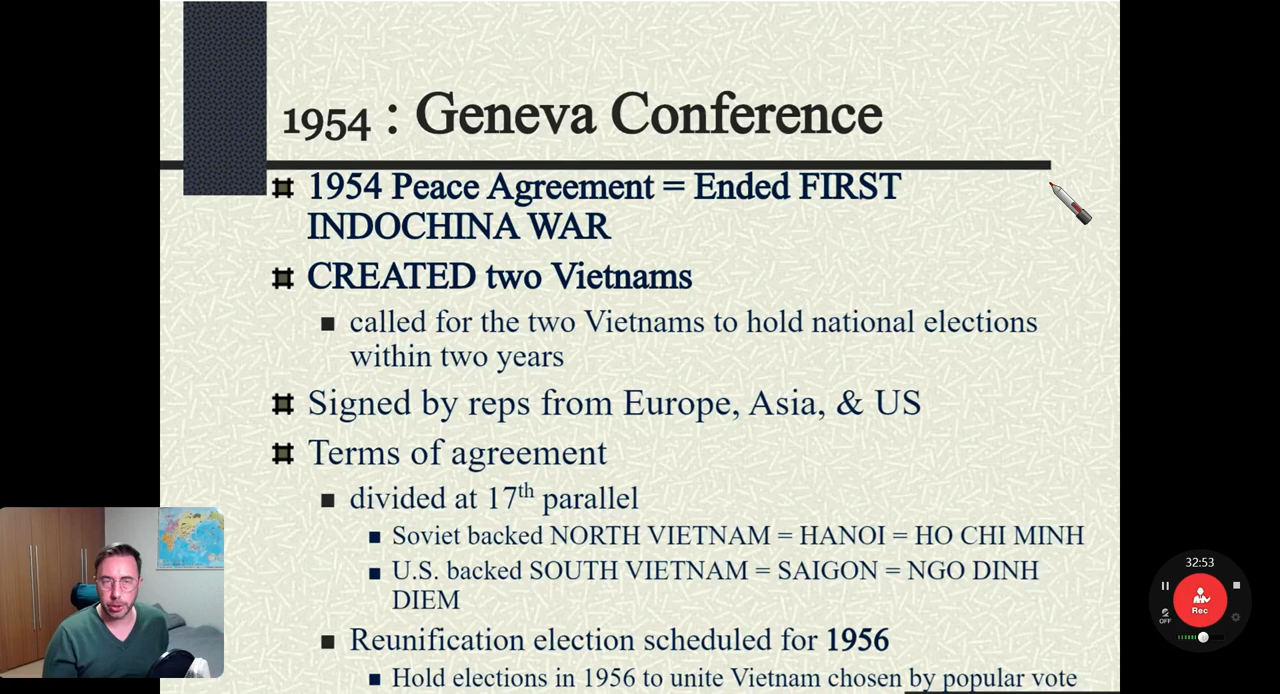 1954 : Geneva Conference
1954 Peace Agreement = Ended FIRST
INDOCHINA WAR
CREATED two Vietnams
called for the two Vietnams to hold national elections
within two years
Signed by reps from Europe, Asia, & US
Terms of agreement
divided at 17th parallel
Soviet backed NORTH VIETNAM = HANOI = HO CHI MINH
U.S. backed SOUTH VIETNAM = SAIGON = NGO DINH
DIEM
Reunification election scheduled for 1956
Hold elections in 1956 to unite Vietnam chosen by popular vote
32:53
Rec
OFF